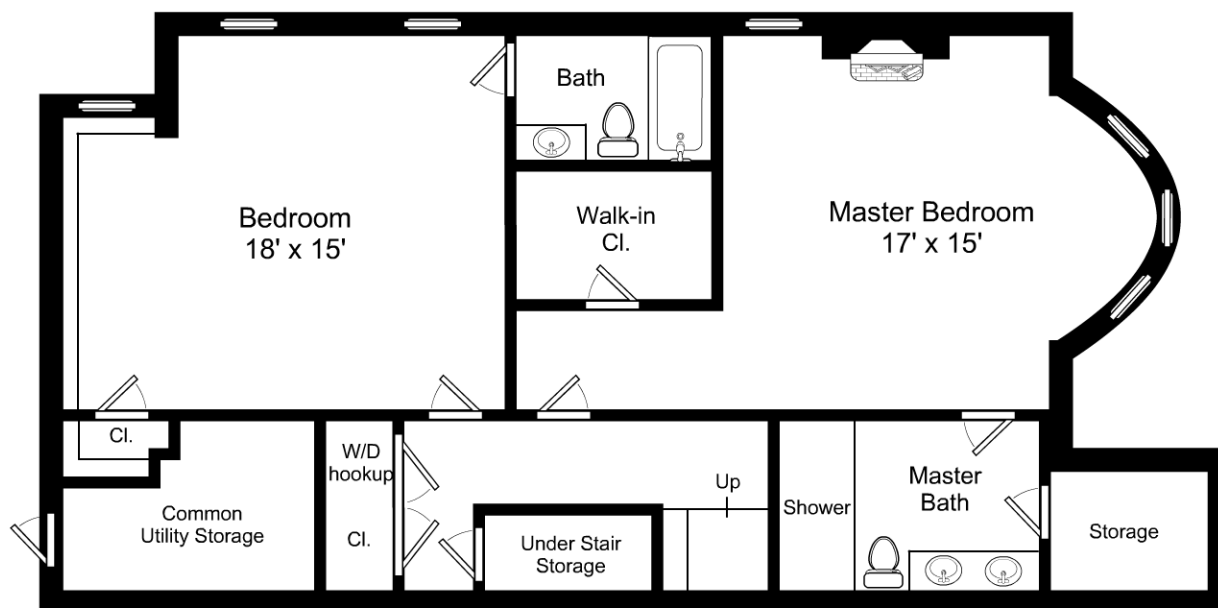 Bath
Bedroom
18' x 15'
Walk-in
Cl.
Master Bedroom
17' x 15'
Cl.
W/D
hookup
Cl.
Common
Utility Storage
Under Stair
Storage
Up
Shower
Master
Bath
Storage